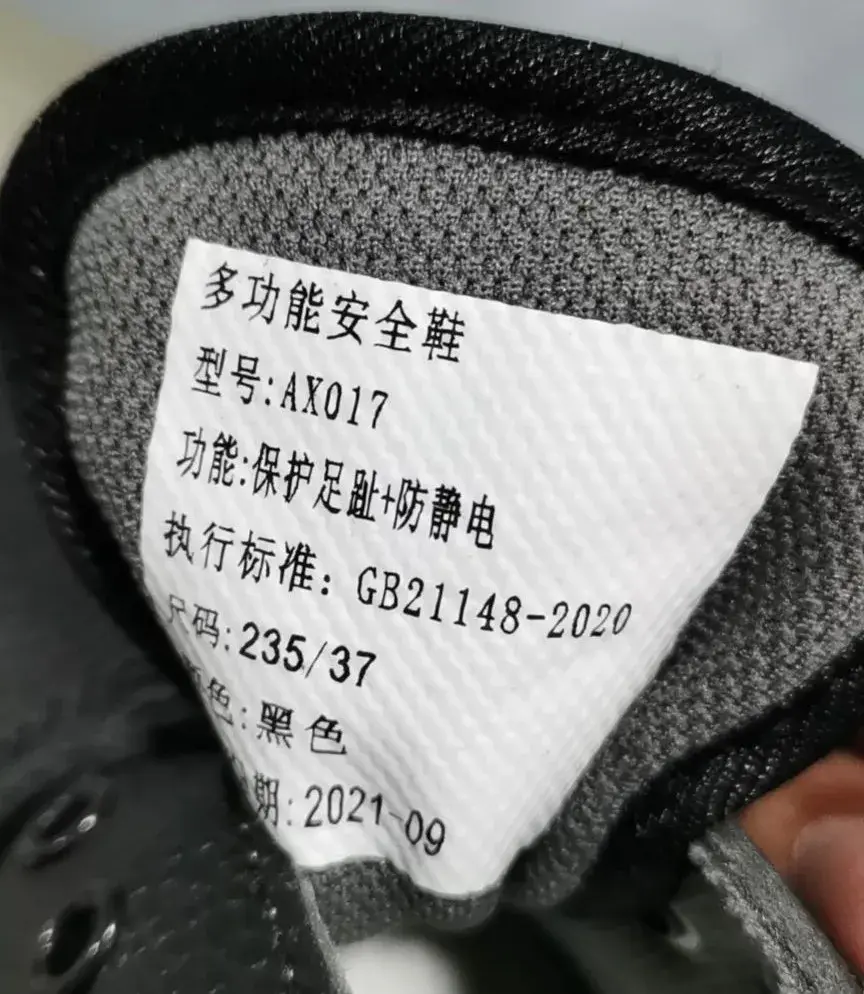 多功能安全鞋
型号:AX017
功能:保护足趾+防静电
执行标准: GB21148-2020
尺码:235/37
颜色:黑色
期:2021-09